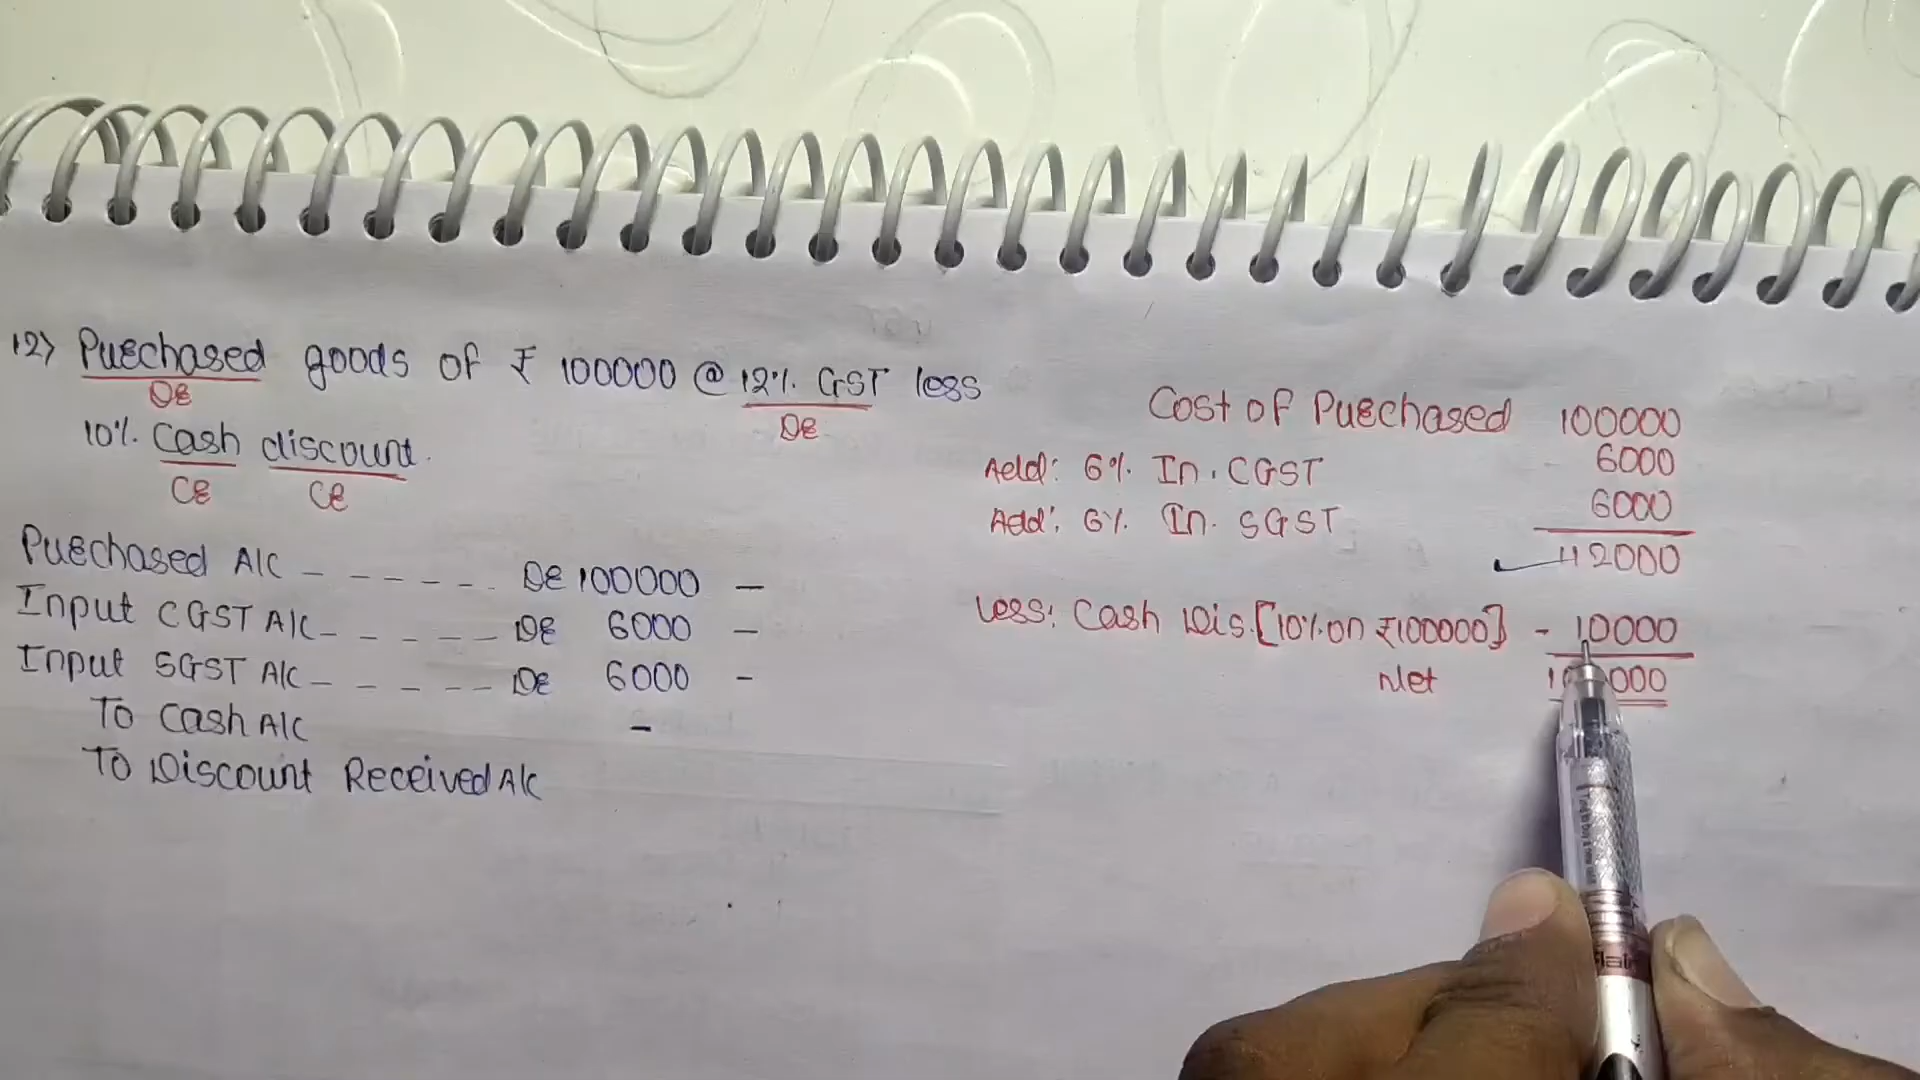 12) Purchased goods of ₹ 100000 @ 12% GST less
Dr
Dr
10% cash discount.
Cr Cr
Purchased A/c ------ Dr 100000 -
Input CGST A/c ----- Dr 6000 -
Input SGST A/c ----- Dr 6000 -
To Cash A/c -
To Discount Received A/c
Cost of Purchased 100000
Add: 6% In. CGST 6000
Add: 6% In. SGST 6000
112000
Less: Cash Dis. [10% on ₹100000] - 10000
Net
Flair